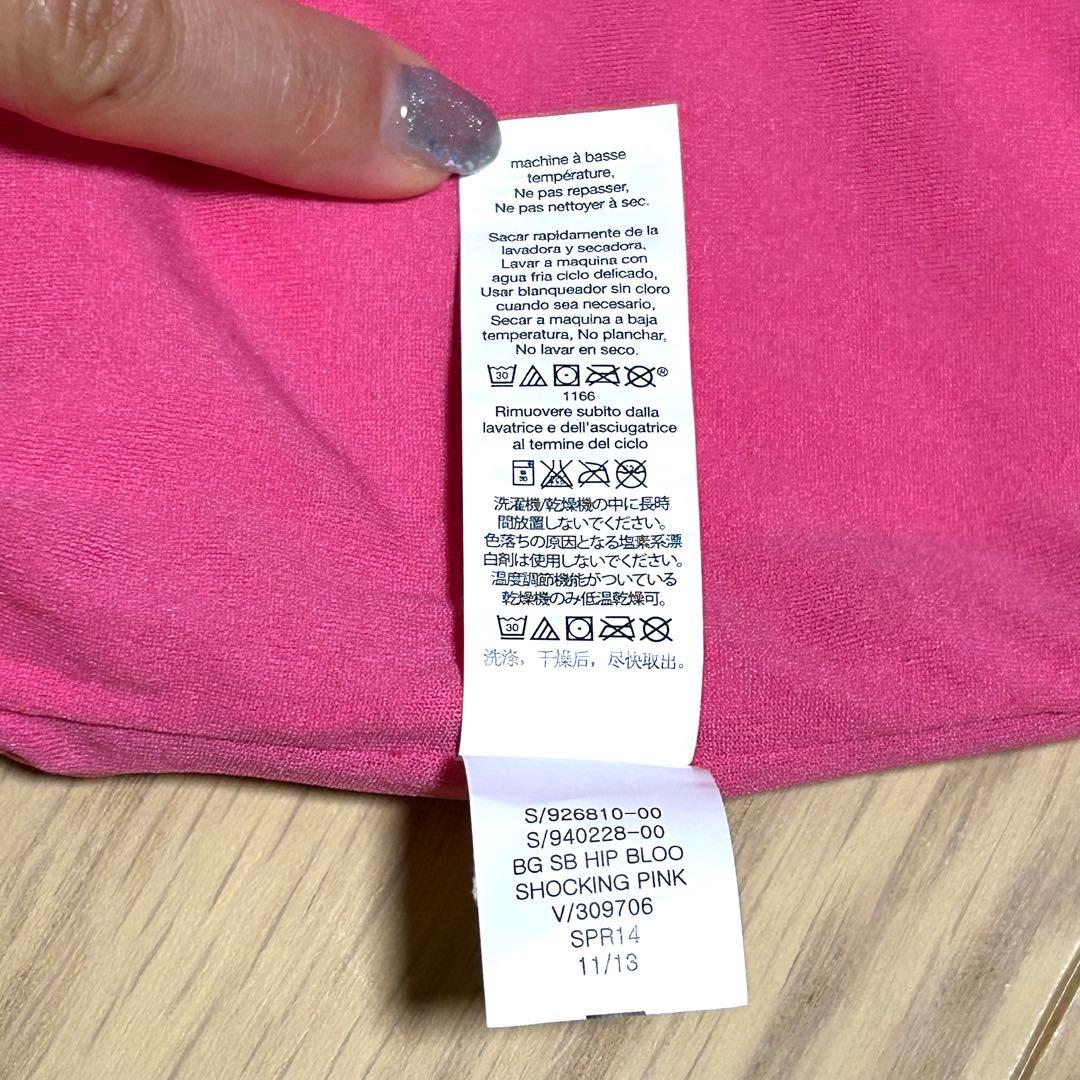 machine à basse
température,
Ne pas repasser,
Ne pas nettoyer à sec.
Sacar rapidamente de la
lavadora y secadora,
Lavar a maquina con
agua fria ciclo delicado,
Usar blanqueador sin cloro
cuando sea necesario,
Secar a maquina a baja
temperatura, No planchar,
No lavar en seco.
30 ®
1166
Rimuovere subito dalla
lavatrice e dell'asciugatrice
al termine del ciclo
洗濯機/乾燥機の中に長時
間放置しないでください。
色落ちの原因となる塩素系漂
白剤は使用しないでください。
温度調節機能がついている
乾燥機のみ低温乾燥可。
30
洗涤，干燥后，尽快取出。
S/926810-00
S/940228-00
BG SB HIP BLOO
SHOCKING PINK
V/309706
SPR14
11/13